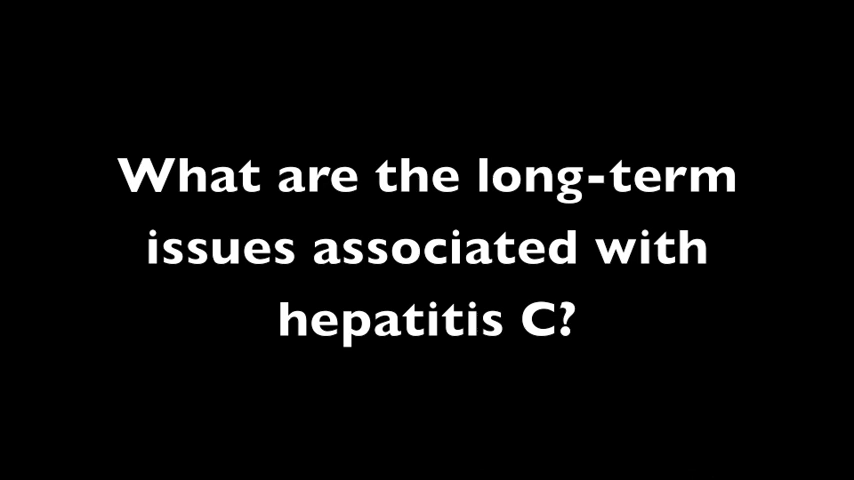 What are the long-term
issues associated with
hepatitis C?